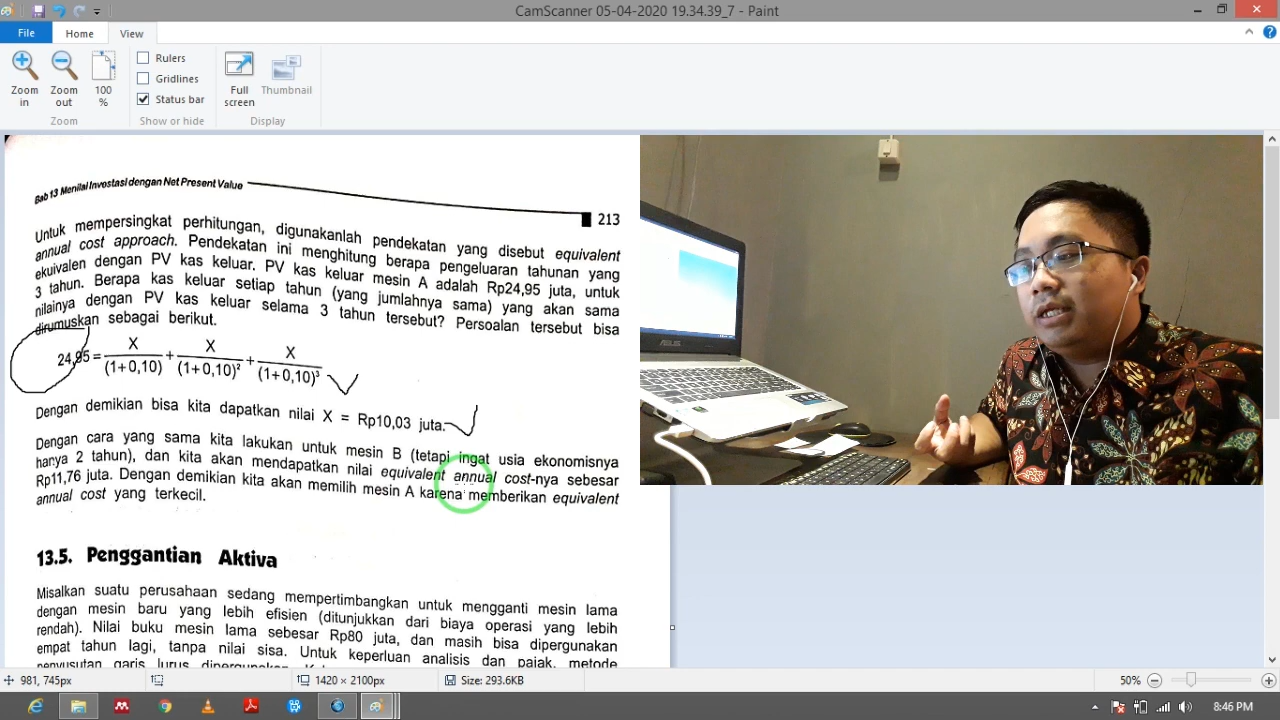 CamScanner 05-04-2020 19.34.39_7 - Paint
File Home View
Zoom in
Zoom out
100 %
Rulers
Gridlines
Status bar
Full screen
Thumbnail
Zoom
Show or hide
Display
Bab 13 Menilai Investasi dengan Net Present Value
213
Untuk mempersingkat perhitungan, digunakanlah pendekatan yang disebut equivalent
annual cost approach. Pendekatan ini menghitung berapa pengeluaran tahunan yang
ekuivalen dengan PV kas keluar. PV kas keluar mesin A adalah Rp24,95 juta, untuk
3 tahun. Berapa kas keluar setiap tahun (yang jumlahnya sama) yang akan sama
nilainya dengan PV kas keluar selama 3 tahun tersebut? Persoalan tersebut bisa
dirumuskan sebagai berikut.
24,95 = X/(1+0,10) + X/(1+0,10)² + X/(1+0,10)³
Dengan demikian bisa kita dapatkan nilai X = Rp10,03 juta.
Dengan cara yang sama kita lakukan untuk mesin B (tetapi ingat usia ekonomisnya
hanya 2 tahun), dan kita akan mendapatkan nilai equivalent annual cost-nya sebesar
Rp11,76 juta. Dengan demikian kita akan memilih mesin A karena memberikan equivalent
annual cost yang terkecil.
13.5. Penggantian Aktiva
Misalkan suatu perusahaan sedang mempertimbangkan untuk mengganti mesin lama
dengan mesin baru yang lebih efisien (ditunjukkan dari biaya operasi yang lebih
rendah). Nilai buku mesin lama sebesar Rp80 juta, dan masih bisa dipergunakan
empat tahun lagi, tanpa nilai sisa. Untuk keperluan analisis dan pajak, metode
penyusutan garis lurus
ASUS
981, 745px
1420 × 2100px
Size: 293.6KB
50%
8:46 PM